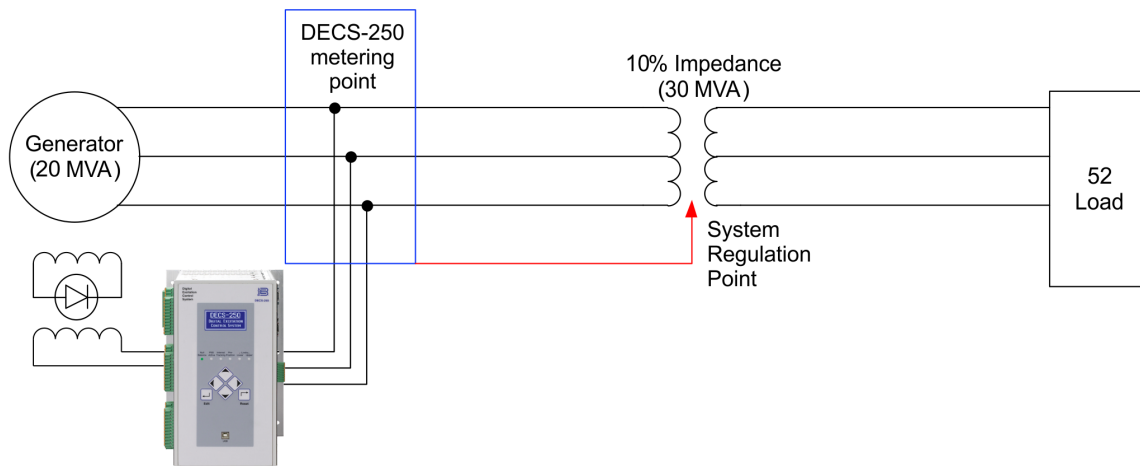 DECS-250
metering
point
10% Impedance
(30 MVA)
Generator
(20 MVA)
52
Load
System
Regulation
Point
DECS-250